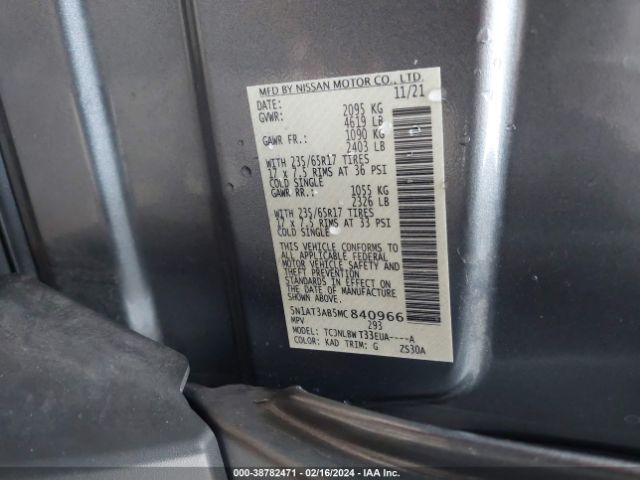 MFD BY NISSAN MOTOR CO., LTD.
DATE: 11/21
GVWR: 2095 KG
4619 LB
GAWR FR.: 1090 KG
2403 LB
WITH 235/65R17 TIRES
17 x 7.5 RIMS AT 36 PSI
COLD SINGLE
GAWR RR.: 1055 KG
2326 LB
WITH 235/65R17 TIRES
17 x 7.5 RIMS AT 33 PSI
COLD SINGLE
THIS VEHICLE CONFORMS TO
ALL APPLICABLE FEDERAL
MOTOR VEHICLE SAFETY AND
THEFT PREVENTION
STANDARDS IN EFFECT ON
THE DATE OF MANUFACTURE
SHOWN ABOVE.
5N1AT3AB5MC 840966
MPV 293
MODEL: TCJNLBW T33EUA----A
COLOR: KAD TRIM: G ZS30A
000-38782471 - 02/16/2024 - IAA Inc.